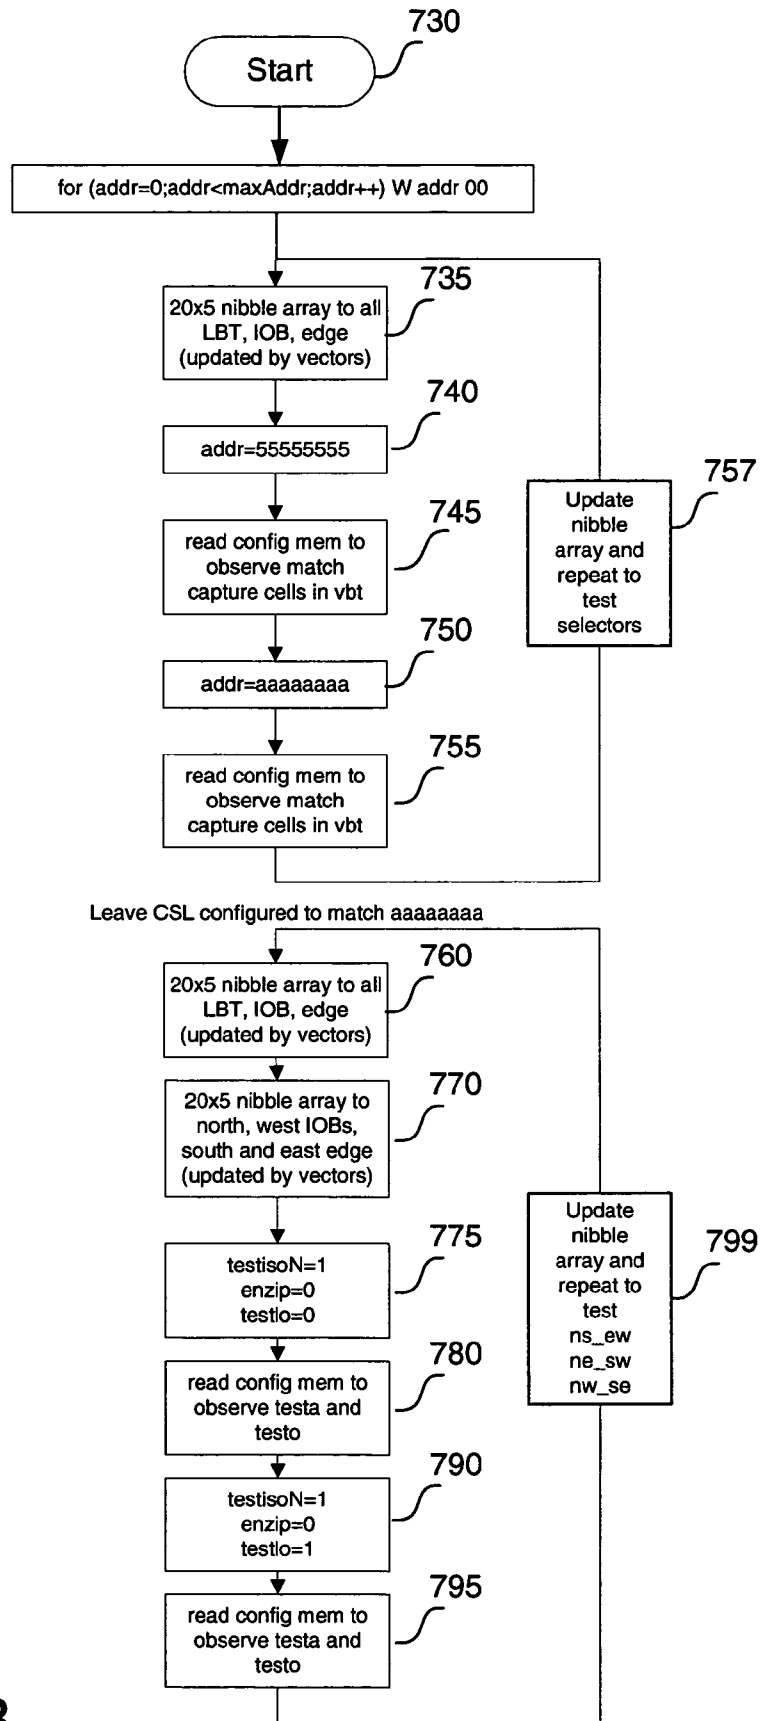 730
Start
for (addr=0;addr<maxAddr;addr++) W addr 00
735
20x5 nibble array to all
LBT, IOB, edge
(updated by vectors)
740
addr=55555555
757
Update
nibble
array and
repeat to
test
selectors
745
read config mem to
observe match
capture cells in vbt
750
addr=aaaaaaaa
755
read config mem to
observe match
capture cells in vbt
Leave CSL configured to match aaaaaaaa
760
20x5 nibble array to all
LBT, IOB, edge
(updated by vectors)
770
20x5 nibble array to
north, west IOBs,
south and east edge
(updated by vectors)
799
Update
nibble
array and
repeat to
test
ns_ew
ne_sw
nw_se
775
testisoN=1
enzip=0
testlo=0
780
read config mem to
observe testa and
testo
790
testisoN=1
enzip=0
testlo=1
795
read config mem to
observe testa and
testo